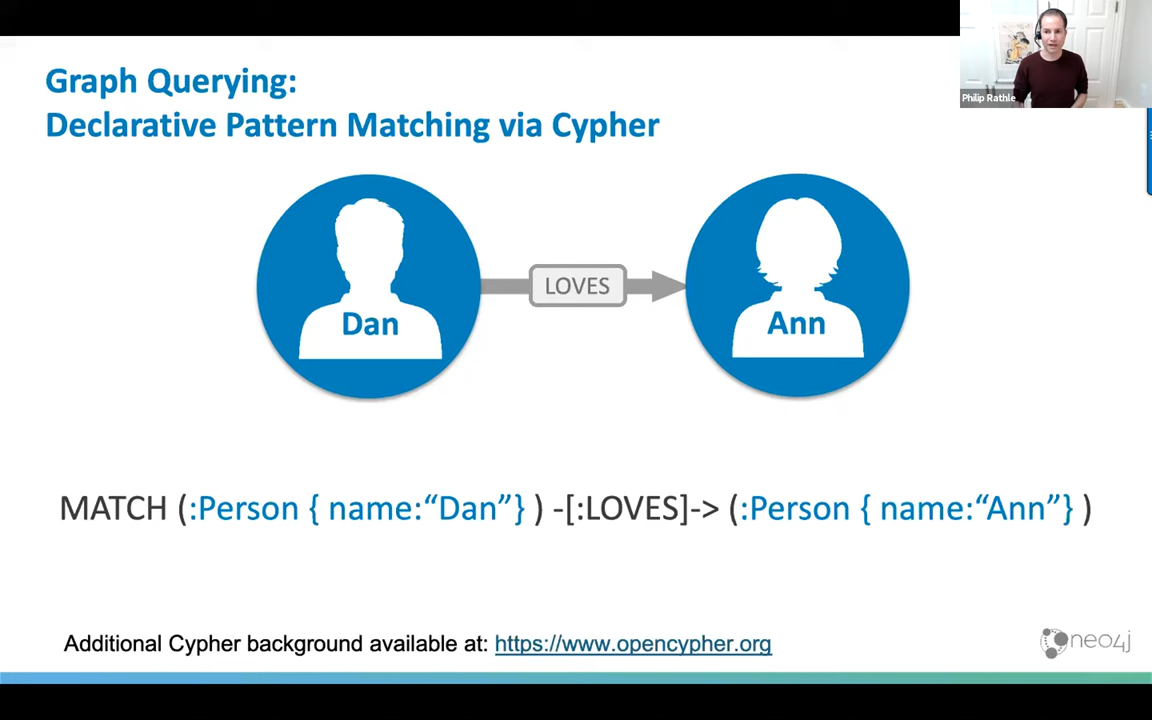 Graph Querying:
Declarative Pattern Matching via Cypher
Philip Rathle
Dan
LOVES
Ann
MATCH (:Person { name:“Dan”} ) -[:LOVES]-> (:Person { name:“Ann”} )
Additional Cypher background available at: https://www.opencypher.org
neo4j